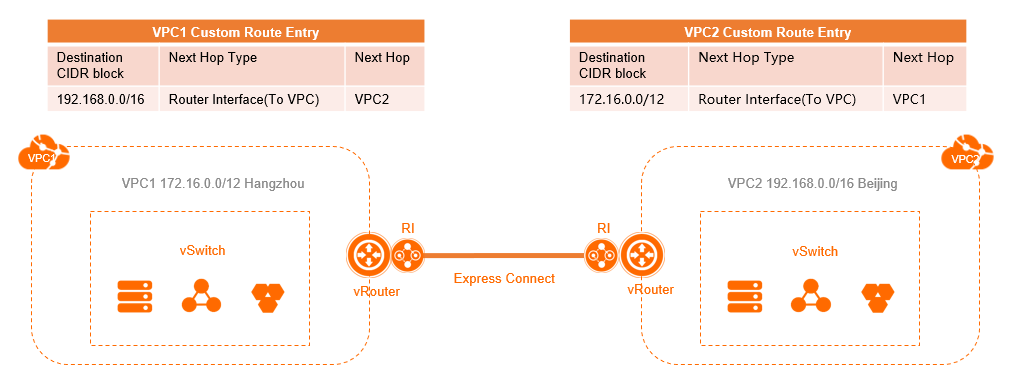 VPC1 Custom Route Entry
Destination CIDR block Next Hop Type Next Hop
192.168.0.0/16 Router Interface(To VPC) VPC2
VPC2 Custom Route Entry
Destination CIDR block Next Hop Type Next Hop
172.16.0.0/12 Router Interface(To VPC) VPC1
VPC1
VPC1 172.16.0.0/12 Hangzhou
vSwitch
vRouter
RI
Express Connect
RI
vRouter
VPC2
VPC2 192.168.0.0/16 Beijing
vSwitch